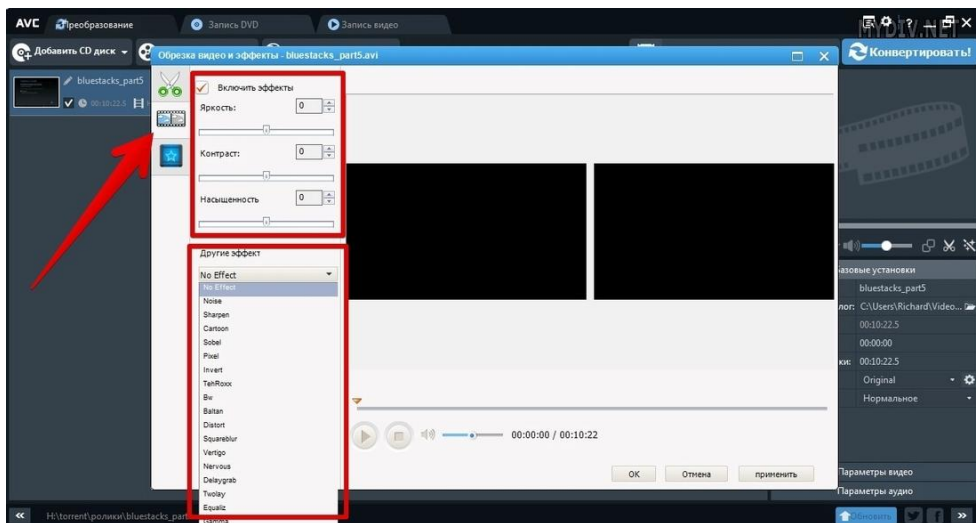 AVC
Преобразование
Запись DVD
Запись видео
MYDIV.NET
Добавить CD диск
Конвертировать!
Обрезка видео и эффекты - bluestacks_part5.avi
bluestacks_part5
00:10:22.5
Включить эффекты
Яркость: 0
Контраст: 0
Насыщенность 0
Другие эффект
No Effect
No Effect
Noise
Sharpen
Cartoon
Sobel
Pixel
Invert
TehRoxx
Bw
Baltan
Distort
Squareblur
Vertigo
Nervous
Delaygrab
Twolay
Equaliz
Gamma
00:00:00 / 00:10:22
OK
Отмена
применить
азовые установки
bluestacks_part5
лог: C:\Users\Richard\Video...
00:10:22.5
00:00:00
ки: 00:10:22.5
Original
Нормальное
Параметры видео
Параметры аудио
H:\torrent\ролики\bluestacks_part
Обновить